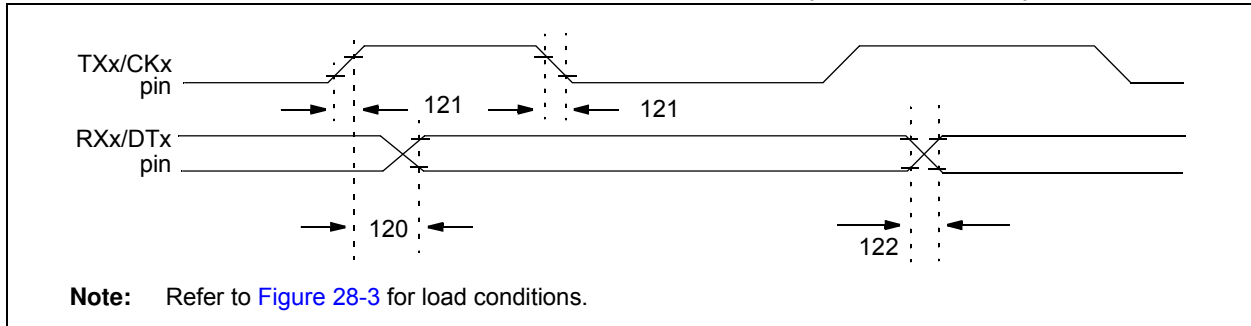 TXx/CKx
pin
121
121
RXx/DTx
pin
120
122
Note: Refer to Figure 28-3 for load conditions.